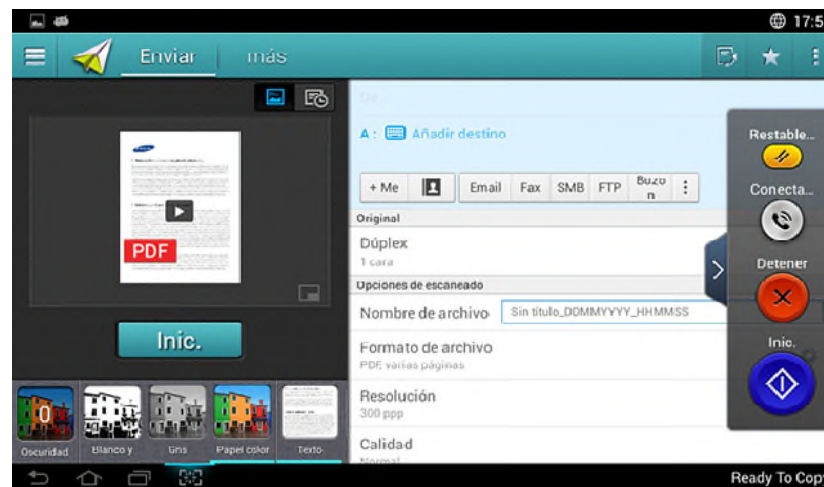 17:5
Enviar
más
A : Añadir destino
+ Me
Email
Fax
SMB
FTP
Buzo
n
Restable...
Conecta...
Detener
Inic.
Original
Dúplex
1 cara
Opciones de escaneado
Nombre de archivo
Sin título_DDMMYYYY_HHMMSS
Formato de archivo
PDF, varias páginas
Resolución
300 ppp
Calidad
Normal
PDF
Inic.
0
Oscuridad
Blanco y
Gris
Papel color
Texto
Ready To Copy